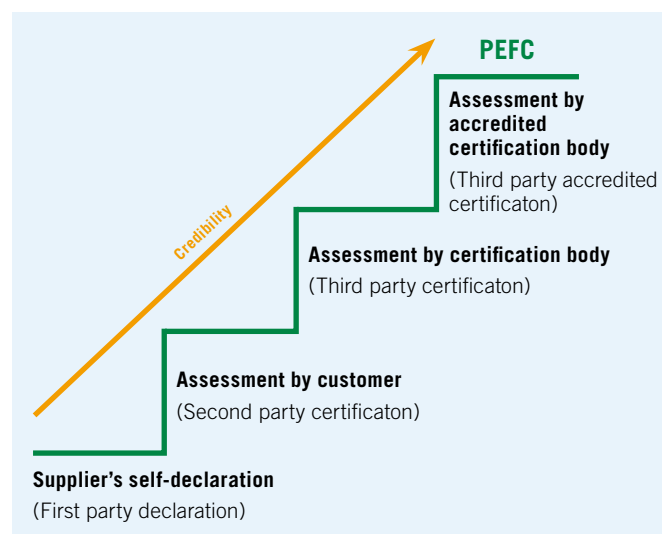 PEFC
Assessment by
accredited
certification body
(Third party accredited
certificaton)
Credibility
Assessment by certification body
(Third party certificaton)
Assessment by customer
(Second party certificaton)
Supplier’s self-declaration
(First party declaration)